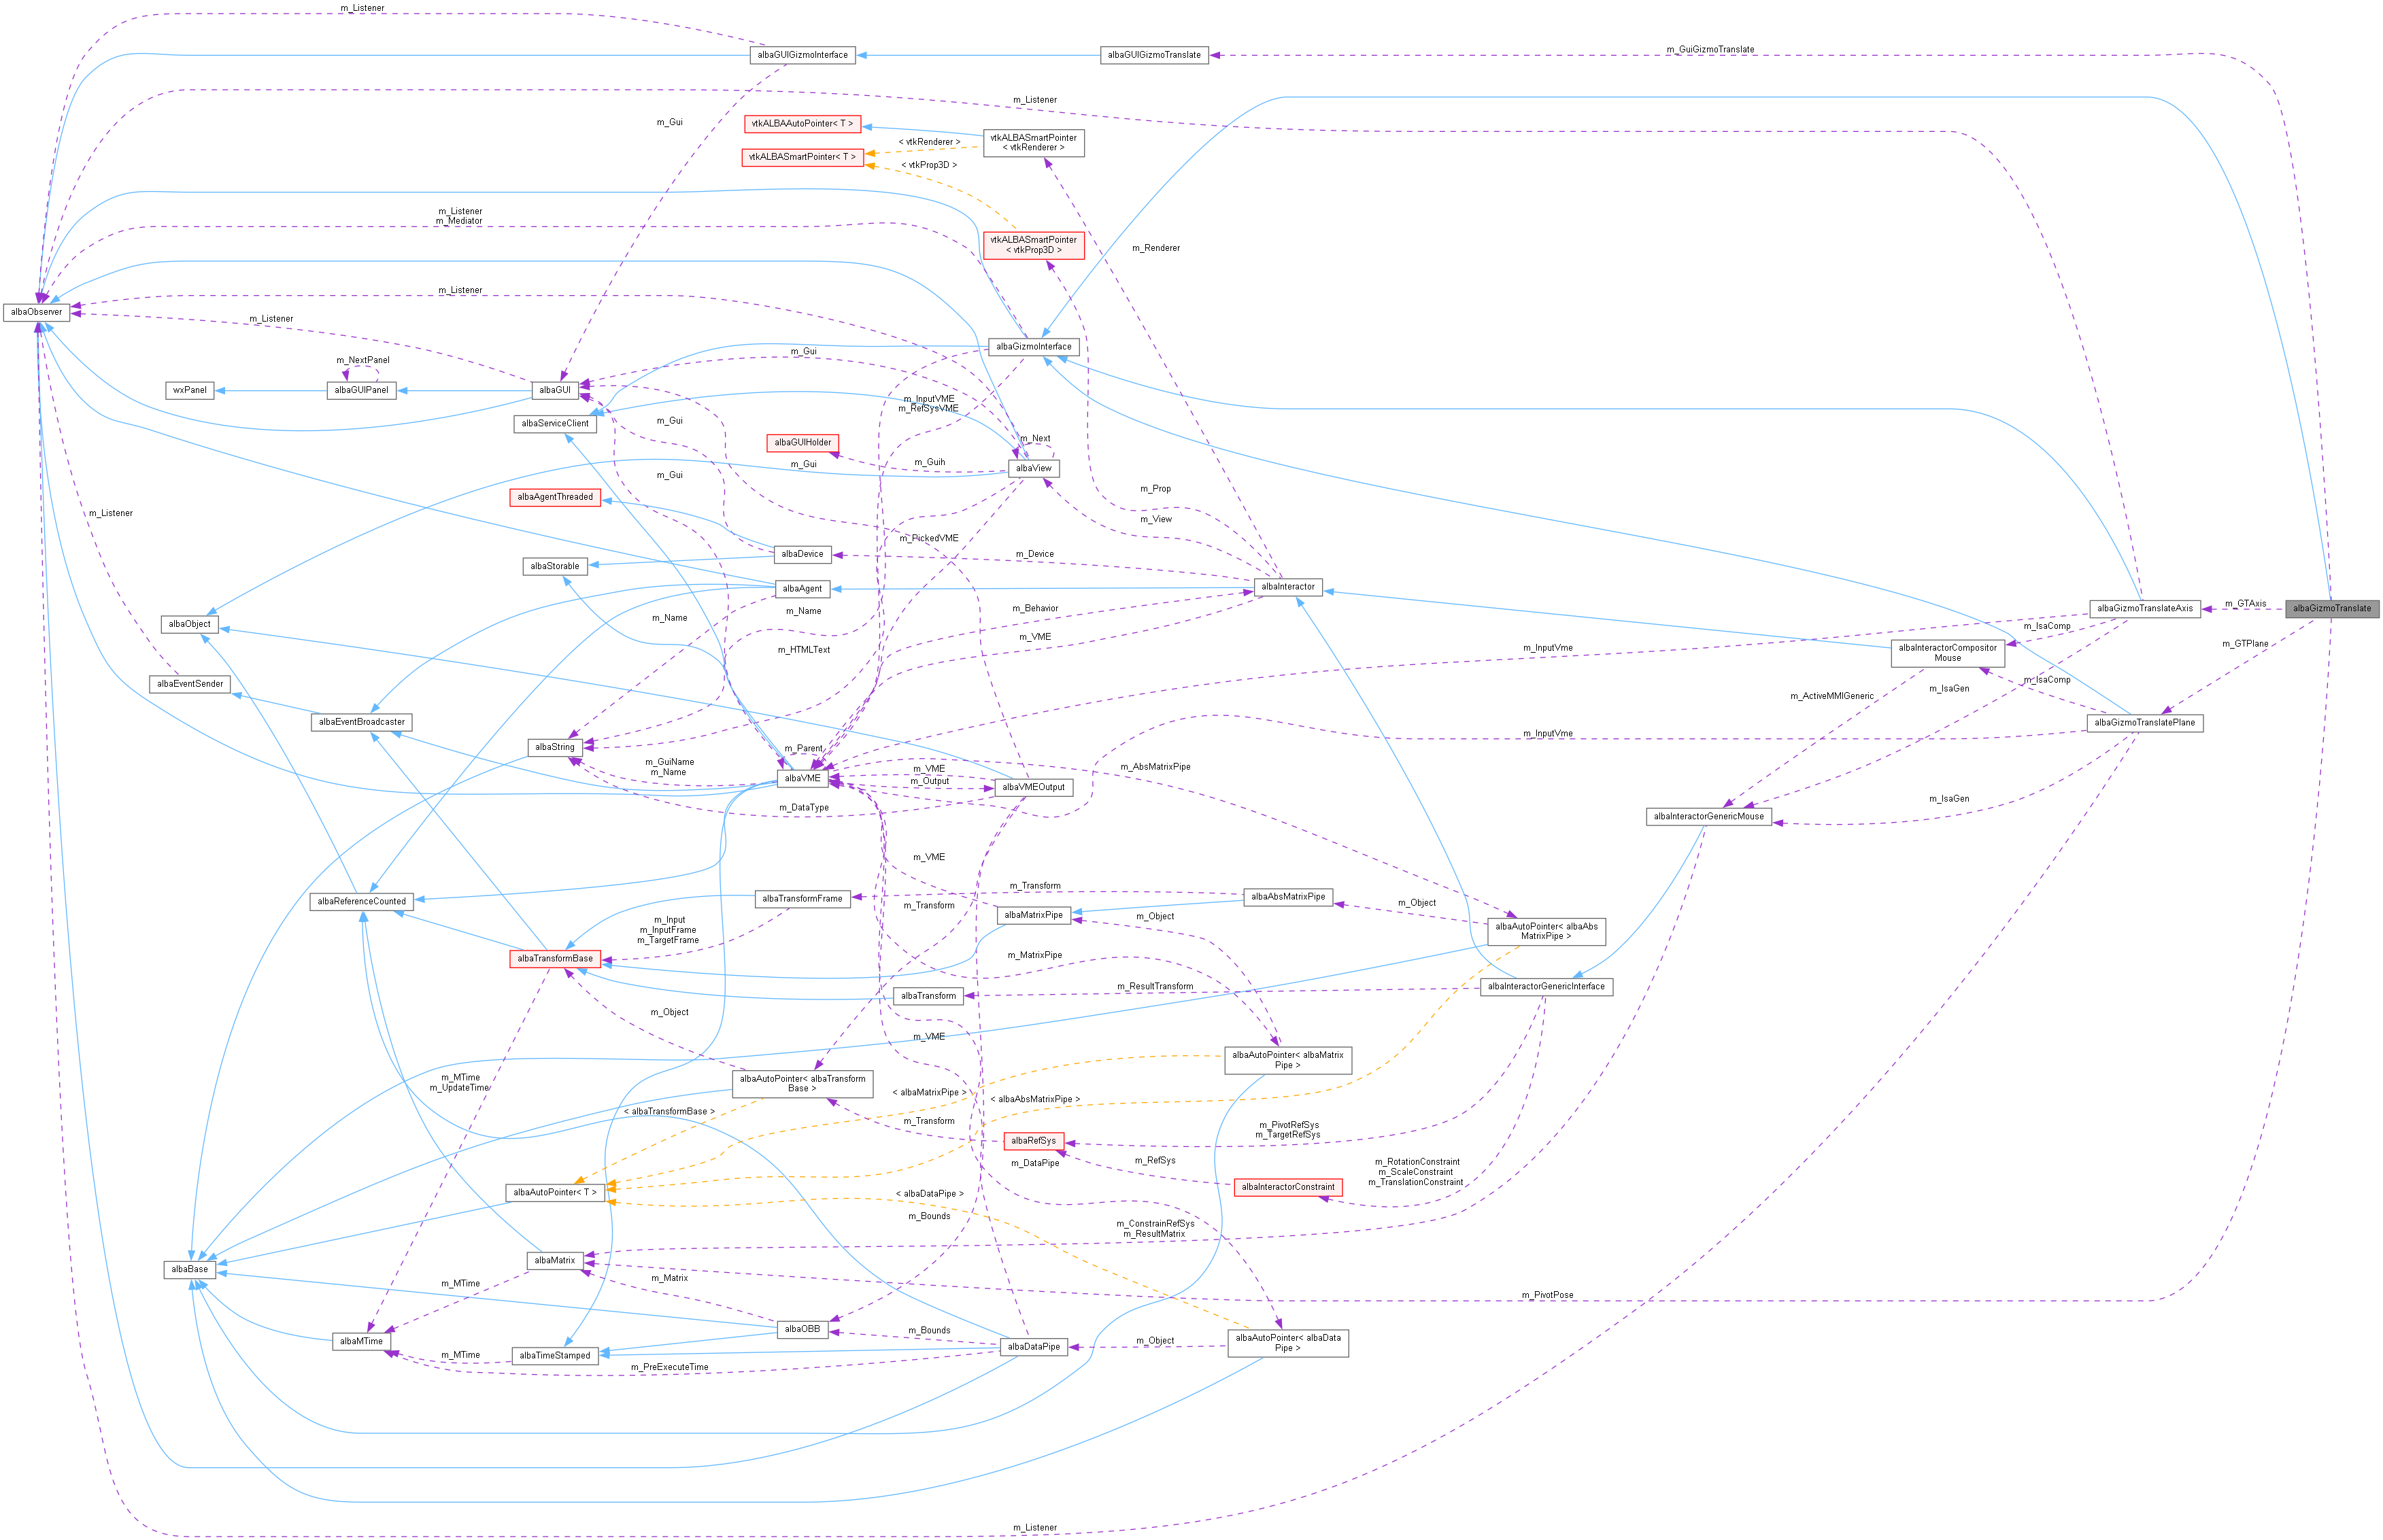 m_Listener
albaGUIGizmoInterface
albaGUIGizmoTranslate
m_GuiGizmoTranslate
m_Listener
m_Gui
vtkALBAAutoPointer< T >
vtkALBASmartPointer
< vtkRenderer >
< vtkRenderer >
vtkALBASmartPointer< T >
< vtkProp3D >
m_Listener
m_Mediator
vtkALBASmartPointer
< vtkProp3D >
m_Renderer
m_Listener
albaObserver
m_Listener
albaGizmoInterface
m_Gui
m_NextPanel
wxPanel
albaGUIPanel
albaGUI
m_InputVME
m_RefSysVME
albaServiceClient
m_Gui
albaGUIHolder
m_Next
m_Guih
albaView
m_Gui
m_Gui
m_Prop
albaAgentThreaded
m_Listener
m_View
m_PickedVME
albaDevice
m_Device
albaStorable
albaAgent
albaInteractor
m_Name
m_Name
m_Behavior
albaObject
m_VME
m_GTAxis
albaGizmoTranslateAxis
albaGizmoTranslate
m_IsaComp
m_HTMLText
m_InputVme
albaInteractorCompositor
Mouse
m_GTPlane
albaEventSender
m_ActiveMMIGeneric
m_IsaGen
m_IsaComp
albaEventBroadcaster
albaGizmoTranslatePlane
albaString
m_Parent
m_InputVme
m_GuiName
m_Name
albaVME
m_VME
m_Output
albaVMEOutput
m_AbsMatrixPipe
m_DataType
m_IsaGen
albaInteractorGenericMouse
m_VME
albaReferenceCounted
albaTransformFrame
m_Transform
albaAbsMatrixPipe
m_Input
m_InputFrame
m_TargetFrame
m_Transform
albaMatrixPipe
m_Object
m_Object
albaAutoPointer< albaAbs
MatrixPipe >
albaTransformBase
m_MatrixPipe
albaTransform
m_ResultTransform
albaInteractorGenericInterface
m_Object
m_VME
albaAutoPointer< albaMatrix
Pipe >
m_MTime
m_UpdateTime
albaAutoPointer< albaTransform
Base >
< albaMatrixPipe >
< albaAbsMatrixPipe >
< albaTransformBase >
m_Transform
albaRefSys
m_PivotRefSys
m_TargetRefSys
m_DataPipe
m_RefSys
m_RotationConstraint
m_ScaleConstraint
m_TranslationConstraint
albaAutoPointer< T >
albaInteractorConstraint
< albaDataPipe >
m_Bounds
m_ConstrainRefSys
m_ResultMatrix
albaBase
albaMatrix
m_MTime
m_Matrix
m_PivotPose
albaMTime
albaOBB
m_Bounds
m_MTime
albaTimeStamped
albaDataPipe
m_Object
albaAutoPointer< albaData
Pipe >
m_PreExecuteTime
m_Listener